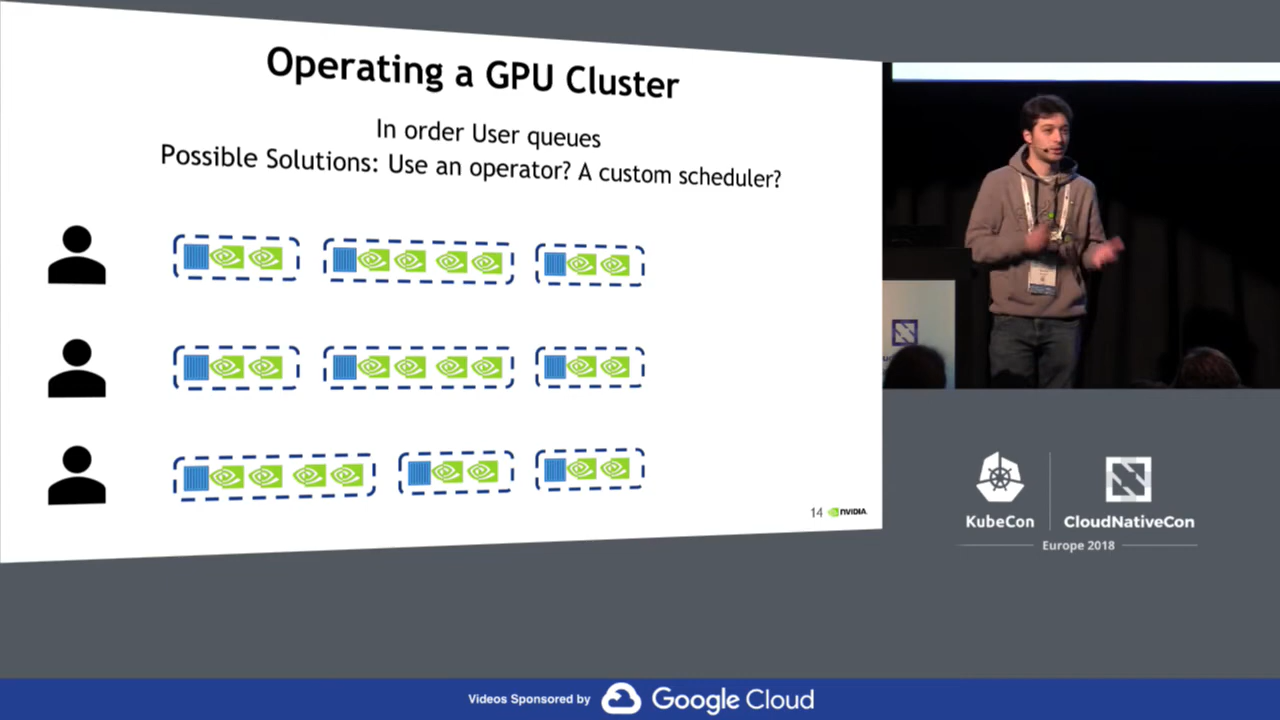 Operating a GPU Cluster
In order User queues
Possible Solutions: Use an operator? A custom scheduler?
14 NVIDIA
KubeCon
CloudNativeCon
Europe 2018
Videos Sponsored by Google Cloud